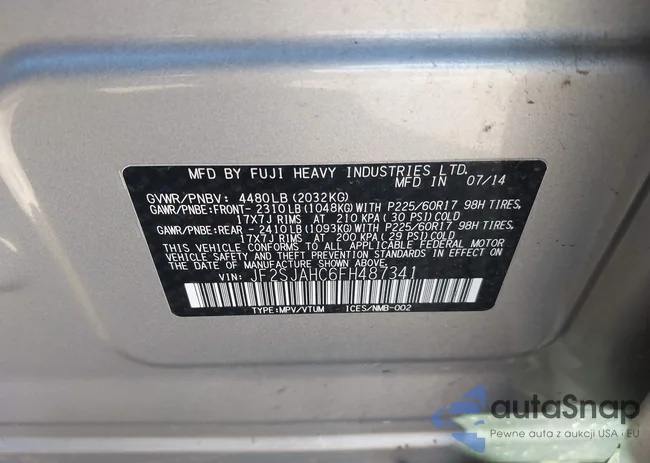 MFD BY FUJI HEAVY INDUSTRIES LTD.
MFD IN 07/14
GVWR/PNBV: 4480LB(2032KG)
GAWR/PNBE:FRONT-2310LB(1048KG)WITH P225/60R17 98H TIRES,
17X7J RIMS AT 210 KPA(30 PSI)COLD
GAWR/PNBE:REAR -2410LB(1093KG)WITH P225/60R17 98H TIRES,
17X7J RIMS AT 200 KPA(29 PSI)COLD
THIS VEHICLE CONFORMS TO ALL APPLICABLE FEDERAL MOTOR
VEHICLE SAFETY BUMPER, AND THEFT PREVENTION STANDARDS
IN EFFECT ON THE DATE OF MANUFACTURE SHOWN ABOVE.
VIN: JF2SJAHC6FH487341
TYPE:MPV/VTUM ICES/NMB-002
autoSnap
Pewne auta z aukcji USA i EU